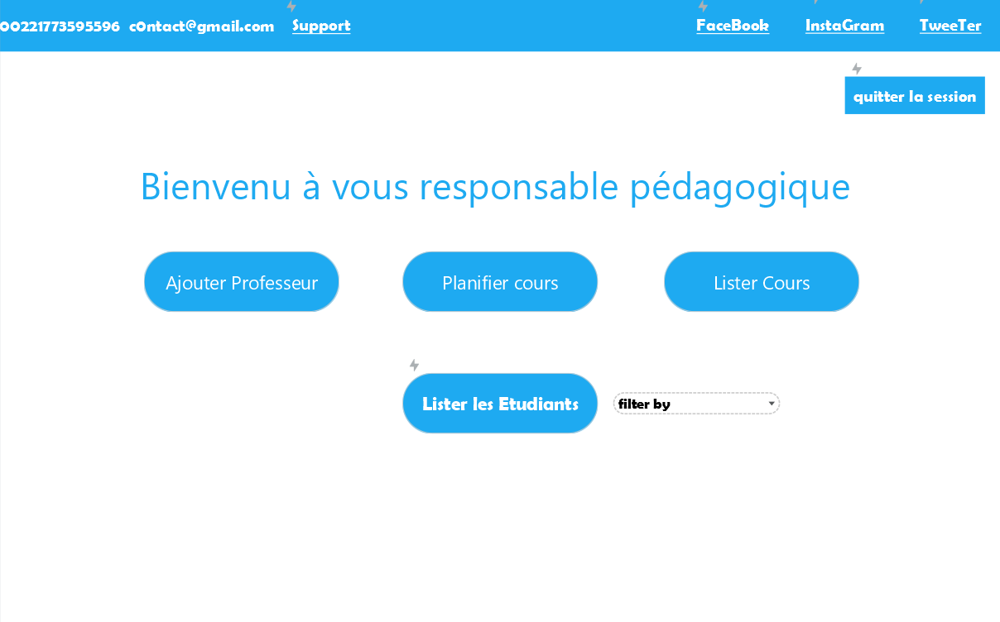 00221773595596 c0ntact@gmail.com Support FaceBook InstaGram TweeTer
quitter la session
Bienvenu à vous responsable pédagogique
Ajouter Professeur Planifier cours Lister Cours
Lister les Etudiants filter by